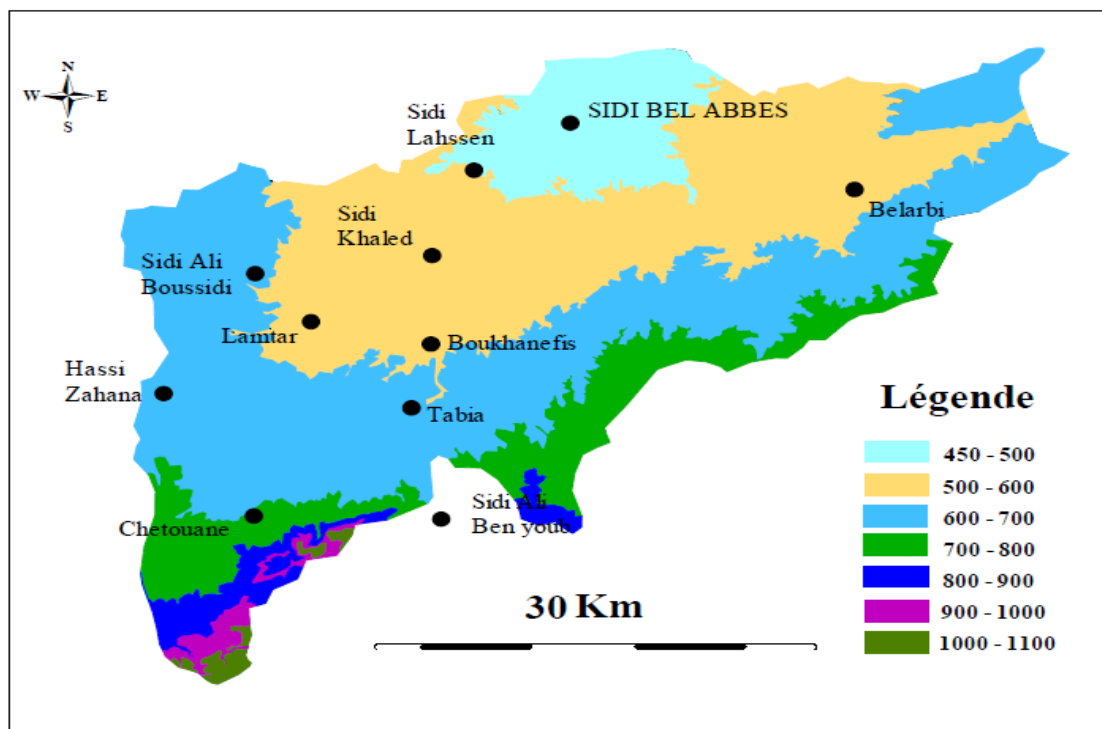 N
W E
S
SIDI BEL ABBES
Sidi
Lahssen
Belarbi
Sidi
Khaled
Sidi Ali
Boussidi
Lamtar
Boukhanefis
Hassi
Zahana
Tabia
Chetouane
Sidi Ali
Ben youb
30 Km
Légende
450 - 500
500 - 600
600 - 700
700 - 800
800 - 900
900 - 1000
1000 - 1100